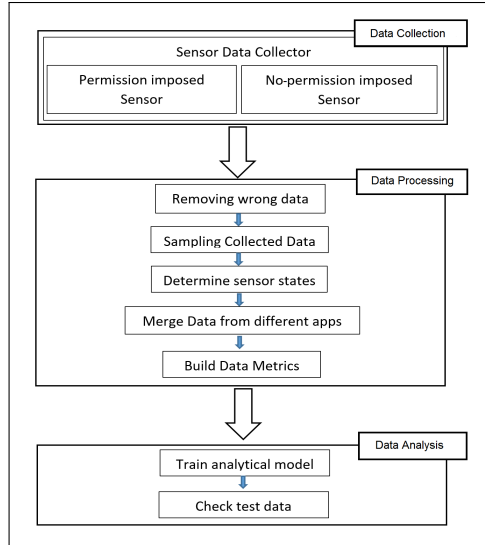 Data Collection
Sensor Data Collector
Permission imposed
Sensor
No-permission imposed
Sensor
Data Processing
Removing wrong data
Sampling Collected Data
Determine sensor states
Merge Data from different apps
Build Data Metrics
Data Analysis
Train analytical model
Check test data